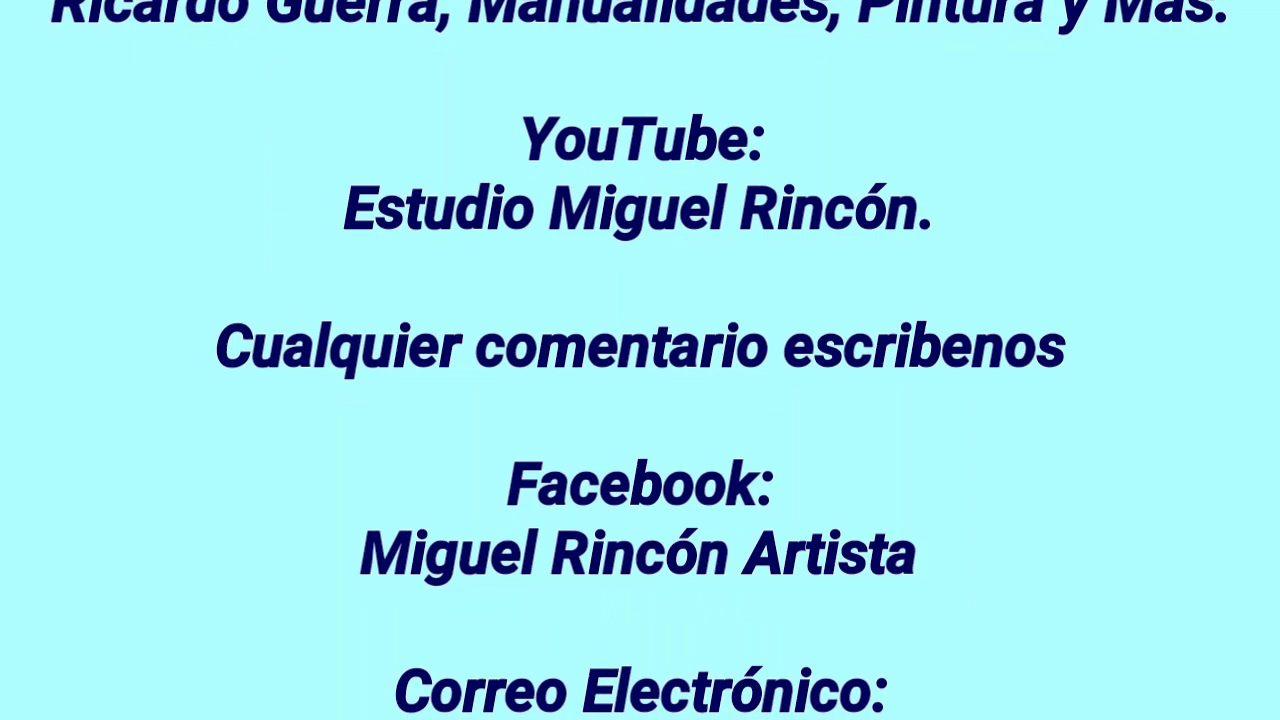 Ricardo Guerra, Manualidades, Pintura y Más.
YouTube:
Estudio Miguel Rincón.
Cualquier comentario escribenos
Facebook:
Miguel Rincón Artista
Correo Electrónico: